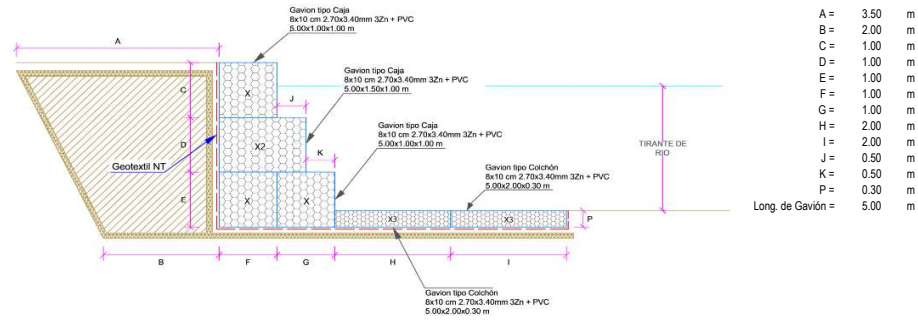 Gavion tipo Caja
8x10 cm 2.70x3.40mm 3Zn + PVC
5.00x1.00x1.00 m
A
Gavion tipo Caja
8x10 cm 2.70x3.40mm 3Zn + PVC
5.00x1.50x1.00 m
C
X
J
Gavion tipo Caja
8x10 cm 2.70x3.40mm 3Zn + PVC
5.00x1.00x1.00 m
D
X2
K
TIRANTE DE
RIO
Geotextil NT
Gavion tipo Colchón
8x10 cm 2.70x3.40mm 3Zn + PVC
5.00x2.00x0.30 m
E
X
X
X3
X3
P
B
F
G
H
I
Gavion tipo Colchón
8x10 cm 2.70x3.40mm 3Zn + PVC
5.00x2.00x0.30 m
A = 3.50 m
B = 2.00 m
C = 1.00 m
D = 1.00 m
E = 1.00 m
F = 1.00 m
G = 1.00 m
H = 2.00 m
I = 2.00 m
J = 0.50 m
K = 0.50 m
P = 0.30 m
Long. de Gavión = 5.00 m